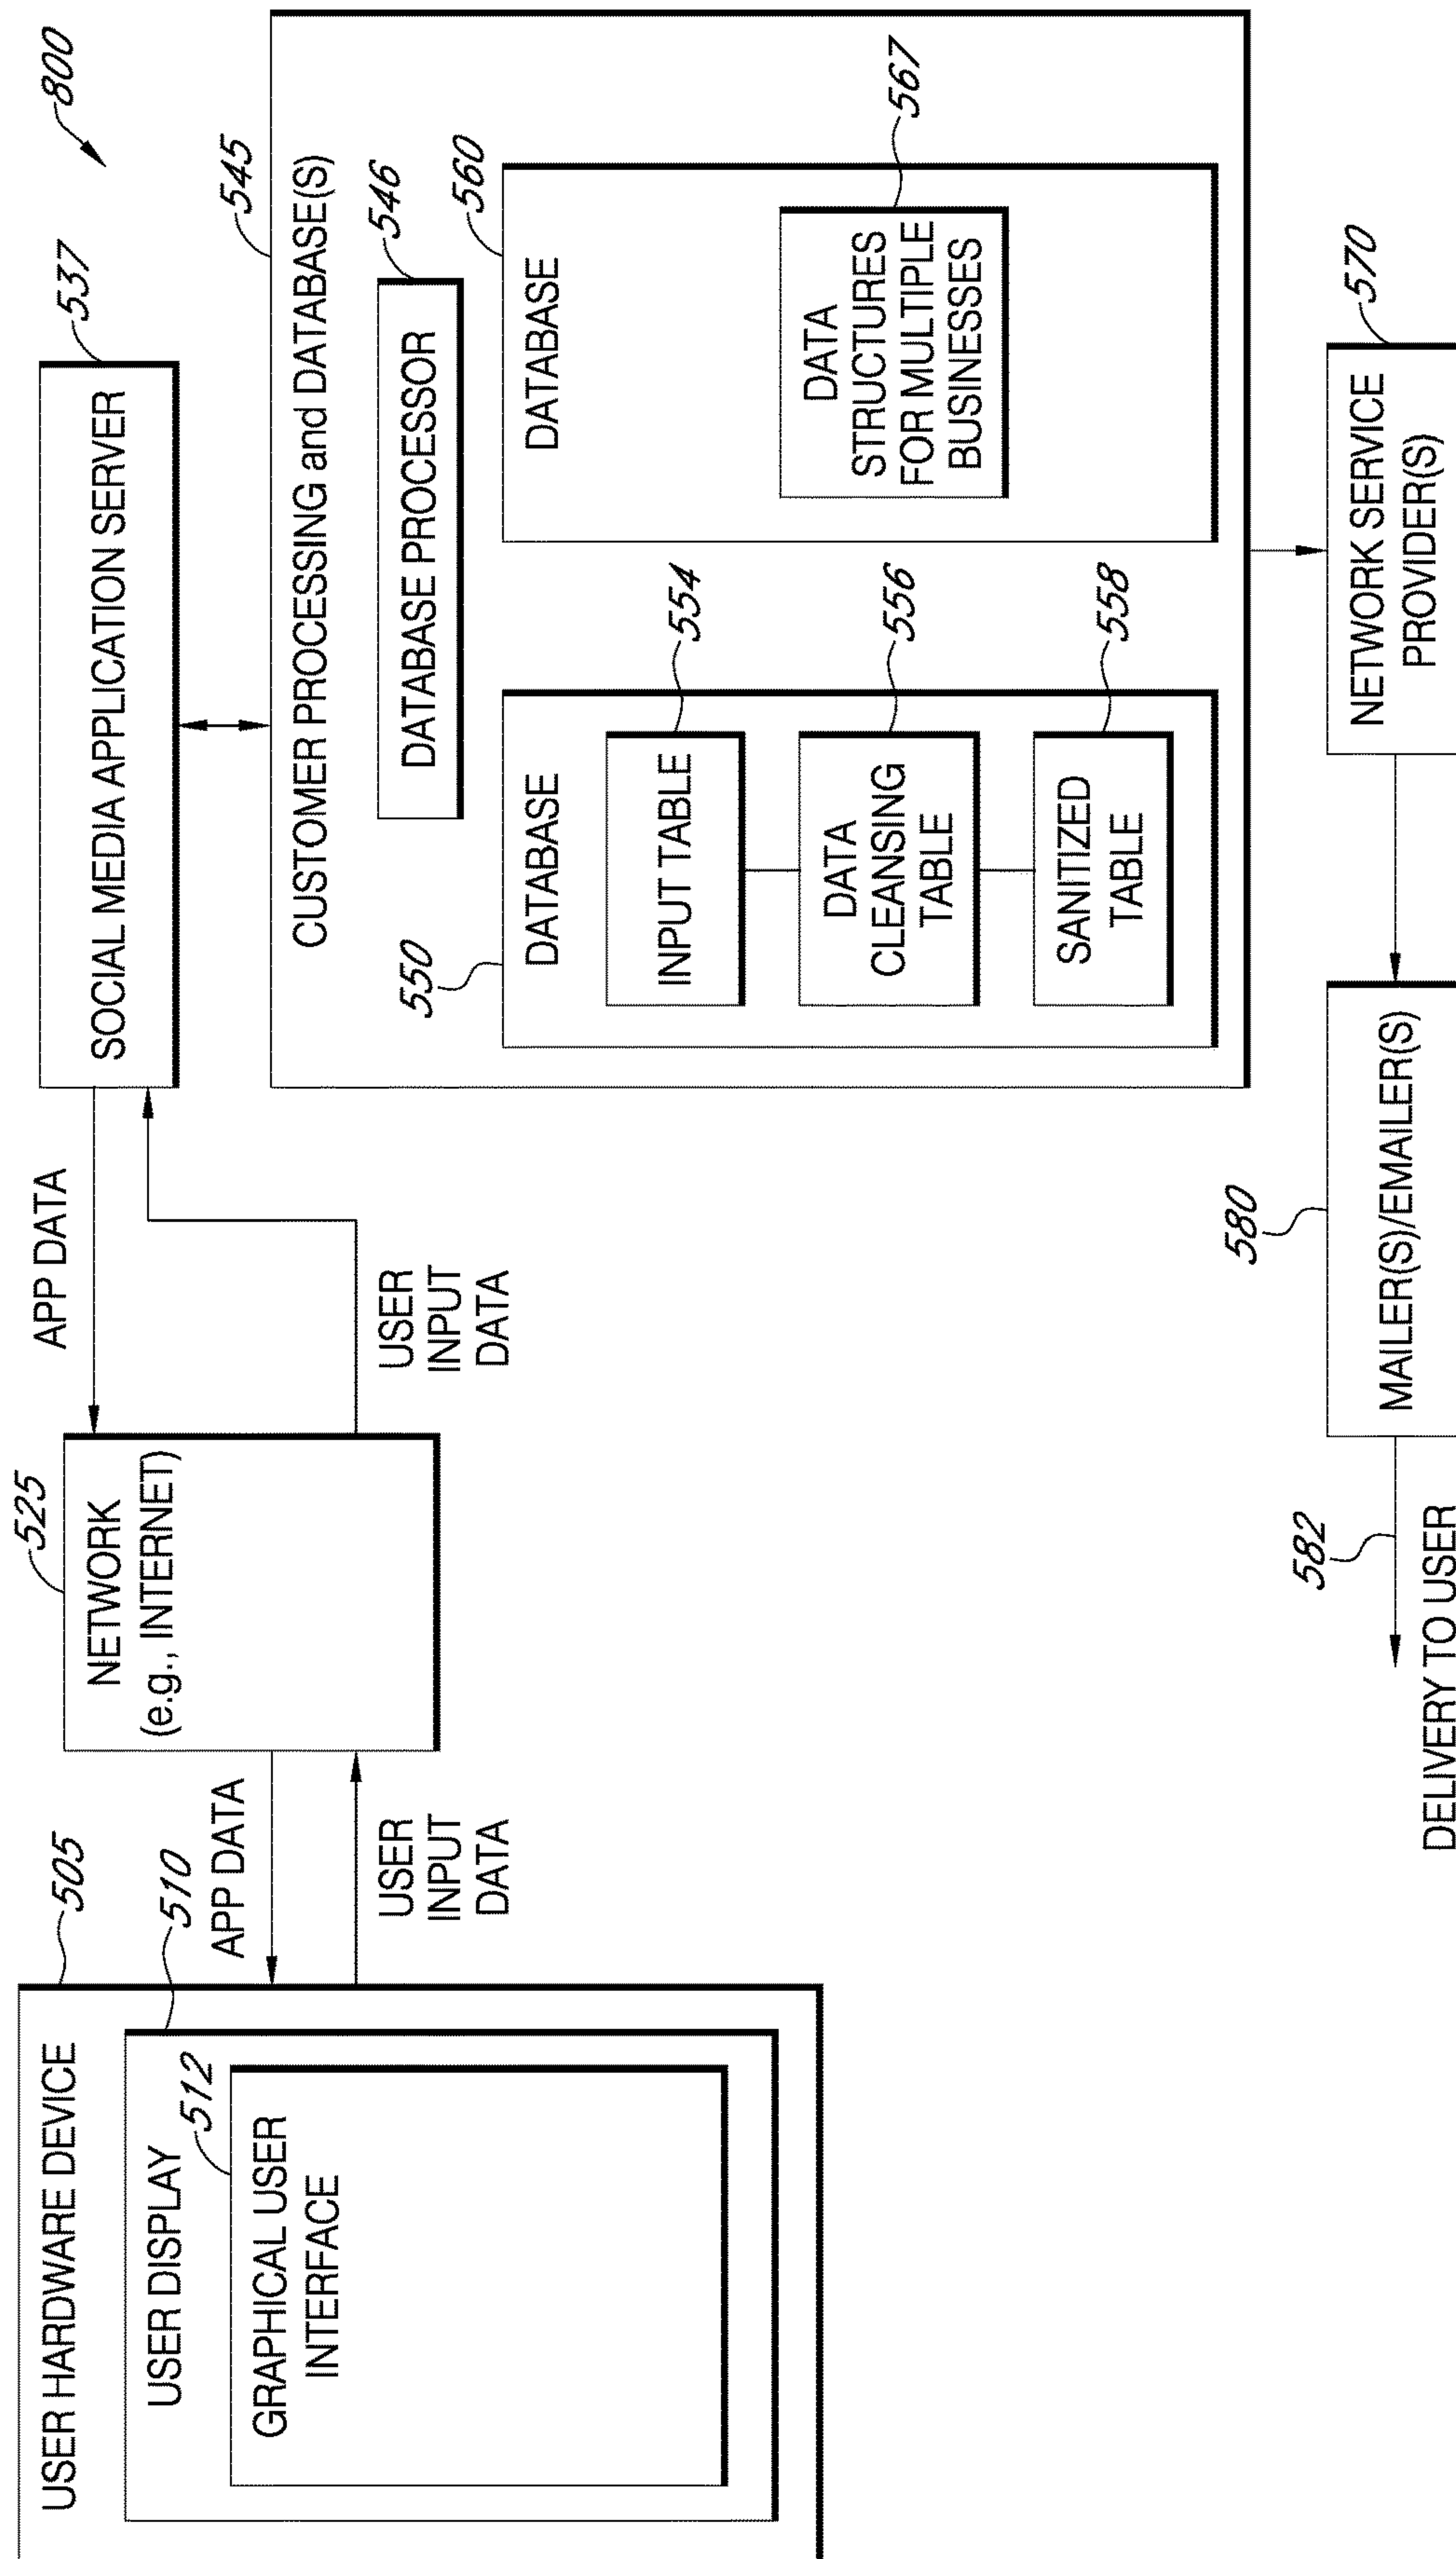 800
USER HARDWARE DEVICE
505
USER DISPLAY
510
512
GRAPHICAL USER
INTERFACE
APP DATA
USER
INPUT
DATA
525
NETWORK
(e.g., INTERNET)
APP DATA
USER
INPUT
DATA
537
SOCIAL MEDIA APPLICATION SERVER
545
CUSTOMER PROCESSING and DATABASE(S)
546
DATABASE PROCESSOR
550
DATABASE
554
INPUT TABLE
556
DATA
CLEANSING
TABLE
558
SANITIZED
TABLE
560
DATABASE
567
DATA
STRUCTURES
FOR MULTIPLE
BUSINESSES
570
NETWORK SERVICE
PROVIDER(S)
580
MAILER(S)/EMAILER(S)
582
DELIVERY TO USER